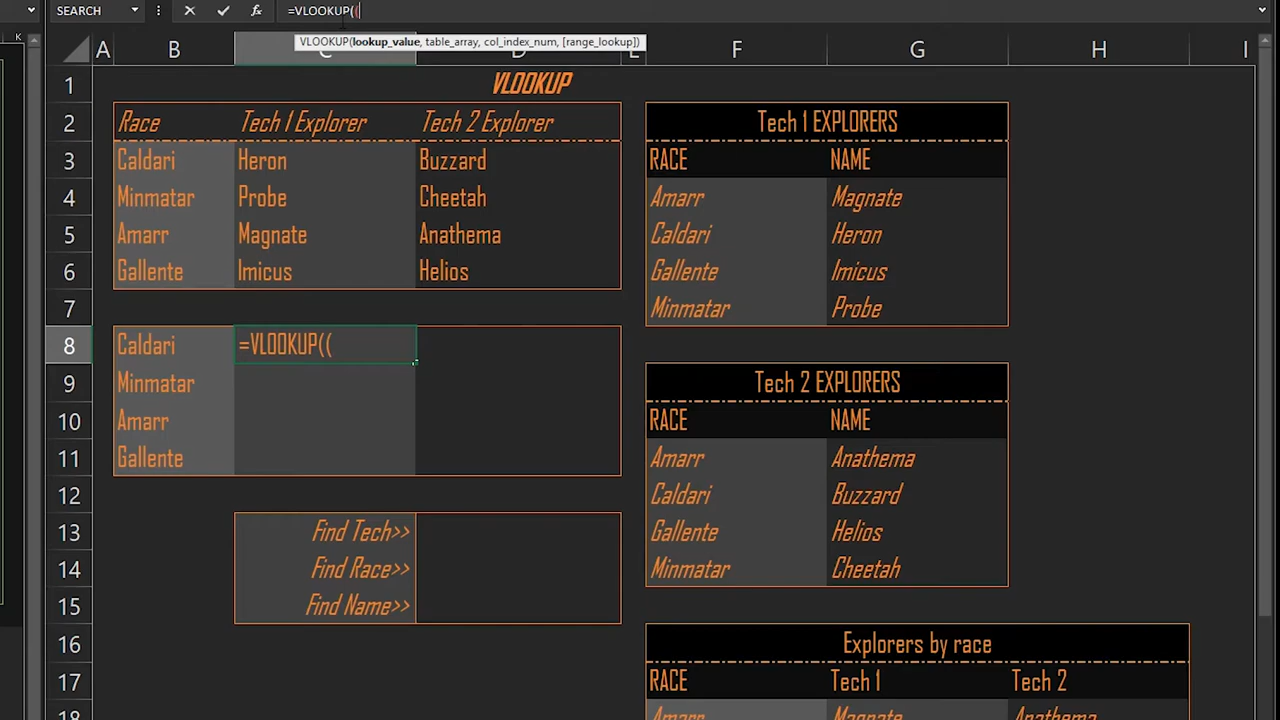 SEARCH =VLOOKUP((
VLOOKUP(lookup_value, table_array, col_index_num, [range_lookup])
K
A B C D E F G H I
1 VLOOKUP
2 Race Tech 1 Explorer Tech 2 Explorer Tech 1 EXPLORERS
3 Caldari Heron Buzzard RACE NAME
4 Minmatar Probe Cheetah Amarr Magnate
5 Amarr Magnate Anathema Caldari Heron
6 Gallente Imicus Helios Gallente Imicus
7 Minmatar Probe
8 Caldari =VLOOKUP((
9 Minmatar Tech 2 EXPLORERS
10 Amarr RACE NAME
11 Gallente Amarr Anathema
12 Caldari Buzzard
13 Find Tech>> Gallente Helios
14 Find Race>> Minmatar Cheetah
15 Find Name>>
16 Explorers by race
17 RACE Tech 1 Tech 2
18 Amarr Magnate Anathema